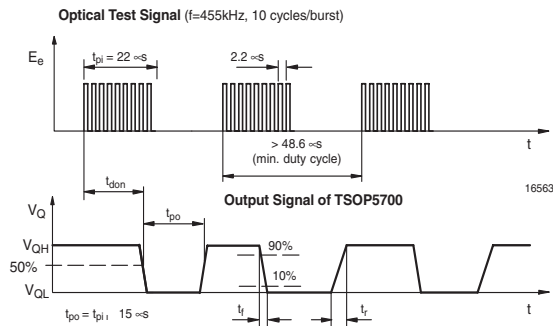 Optical Test Signal (f=455kHz, 10 cycles/burst)
Ee
tpi = 22 ∝s
2.2 ∝s
> 48.6 ∝s
(min. duty cycle)
t
tdon
Output Signal of TSOP5700
16563
VQ
tpo
VQH
90%
50%
10%
VQL
tpo = tpi, 15 ∝s
tf
tr
t